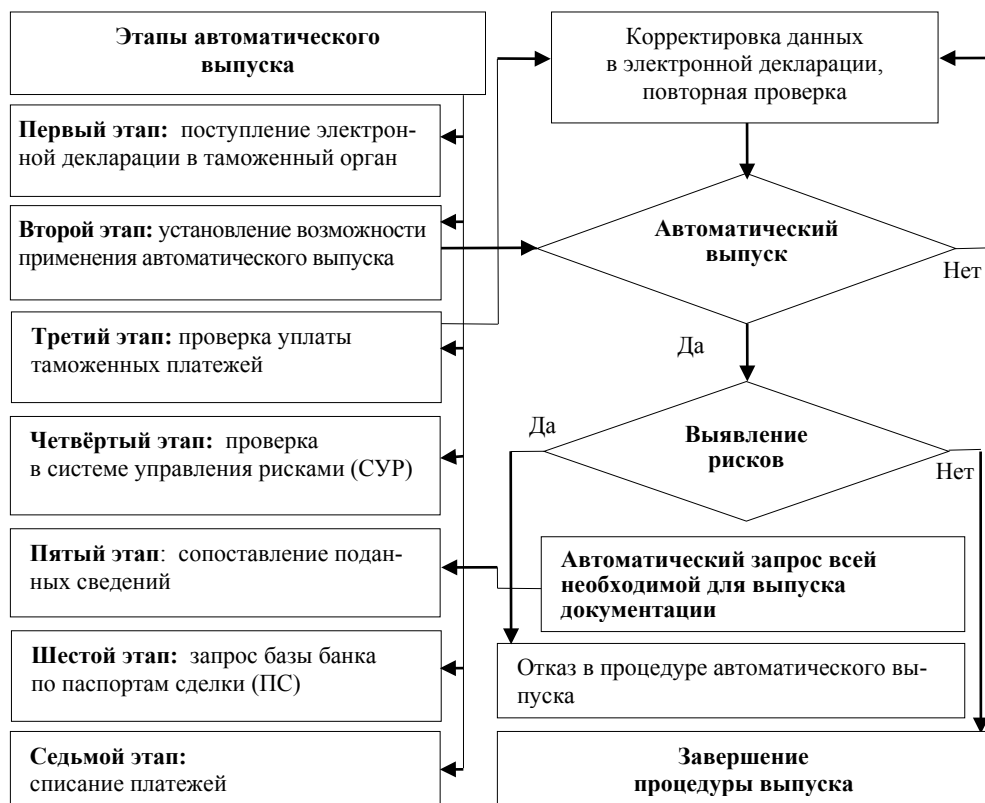 Этапы автоматического
выпуска
Первый этап: поступление электрон-
ной декларации в таможенный орган
Второй этап: установление возможности
применения автоматического выпуска
Третий этап: проверка уплаты
таможенных платежей
Четвёртый этап: проверка
в системе управления рисками (СУР)
Пятый этап: сопоставление подан-
ных сведений
Шестой этап: запрос базы банка
по паспортам сделки (ПС)
Седьмой этап:
списание платежей
Корректировка данных
в электронной декларации,
повторная проверка
Автоматический
выпуск
Нет
Да
Да
Выявление
рисков
Нет
Автоматический запрос всей
необходимой для выпуска
документации
Отказ в процедуре автоматического вы-
пуска
Завершение
процедуры выпуска